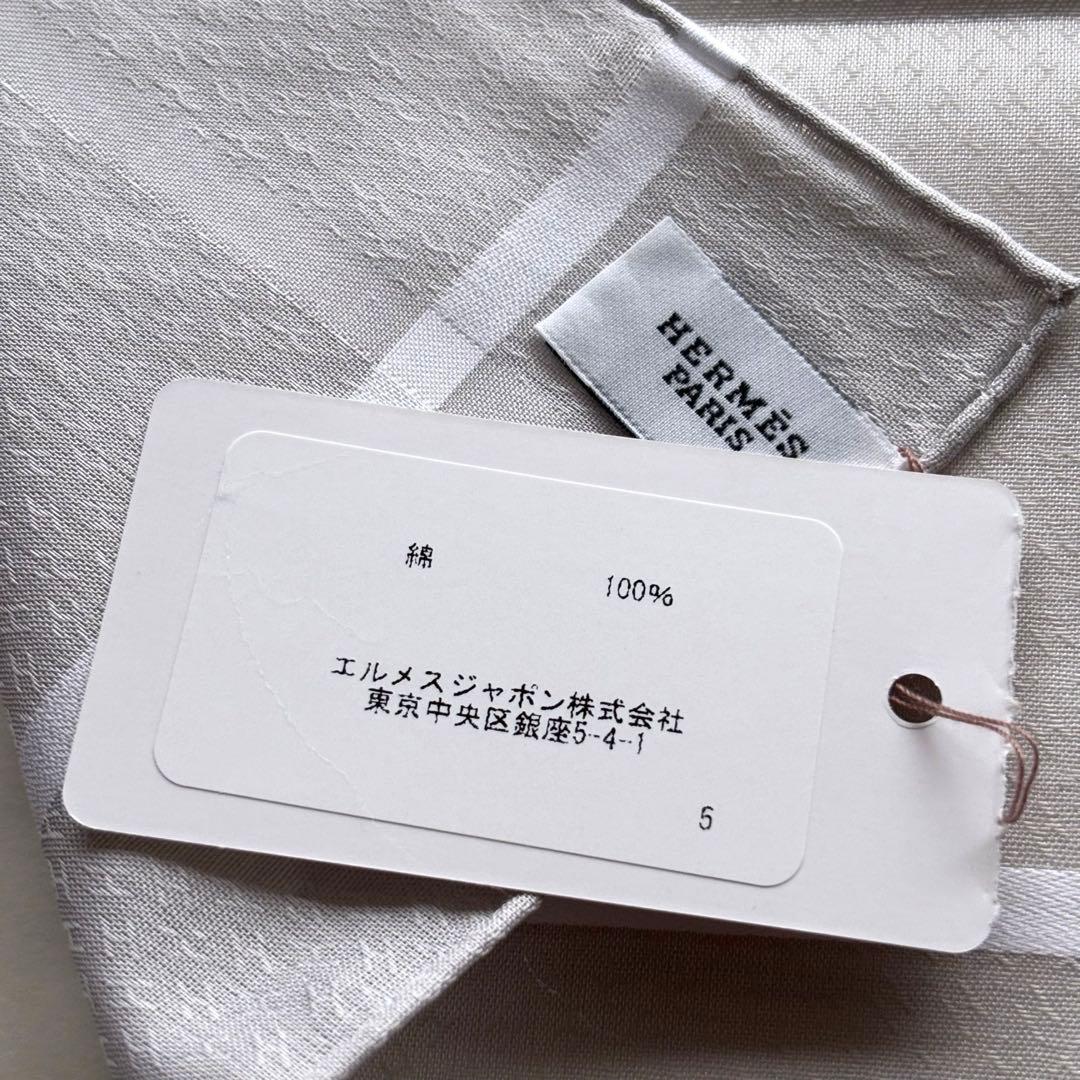 HERMÈS
PARIS
綿 100%
エルメスジャポン株式会社
東京中央区銀座5-4-1
5